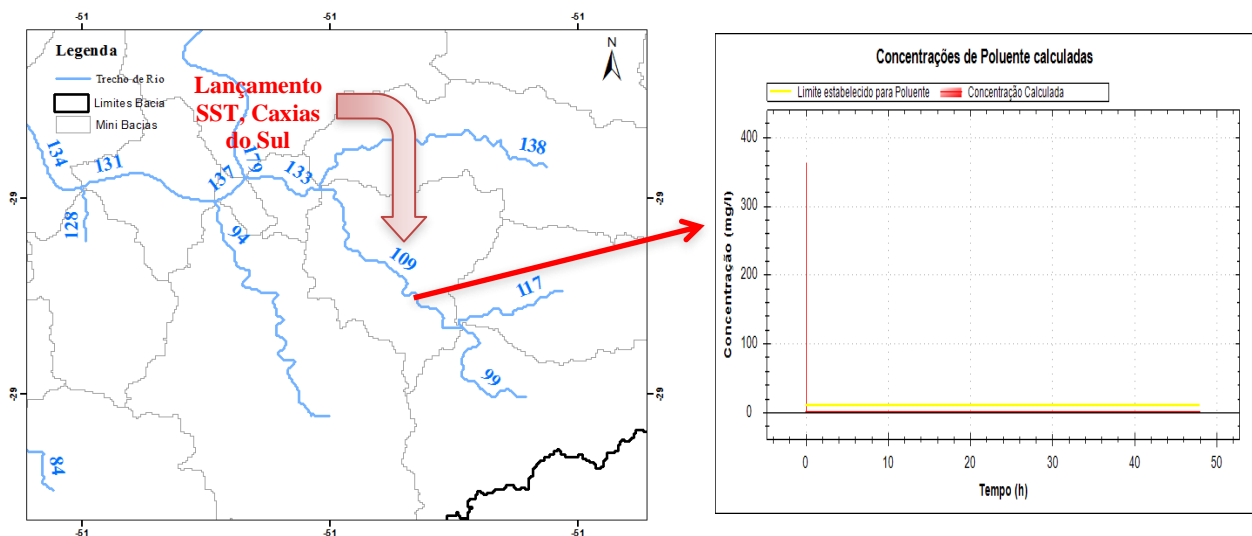 -51
-51
-51
Legenda
Trecho de Rio
Limites Bacia
Mini Bacias
N
Lançamento
SST, Caxias
do Sul
134
131
137
179
133
138
128
94
109
117
99
84
-29
-29
-29
-29
-51
-51
-51
Concentrações de Poluente calculadas
Limite estabelecido para Poluente
Concentração Calculada
Concentração (mg/l)
400
300
200
100
0
0
10
20
30
40
50
Tempo (h)